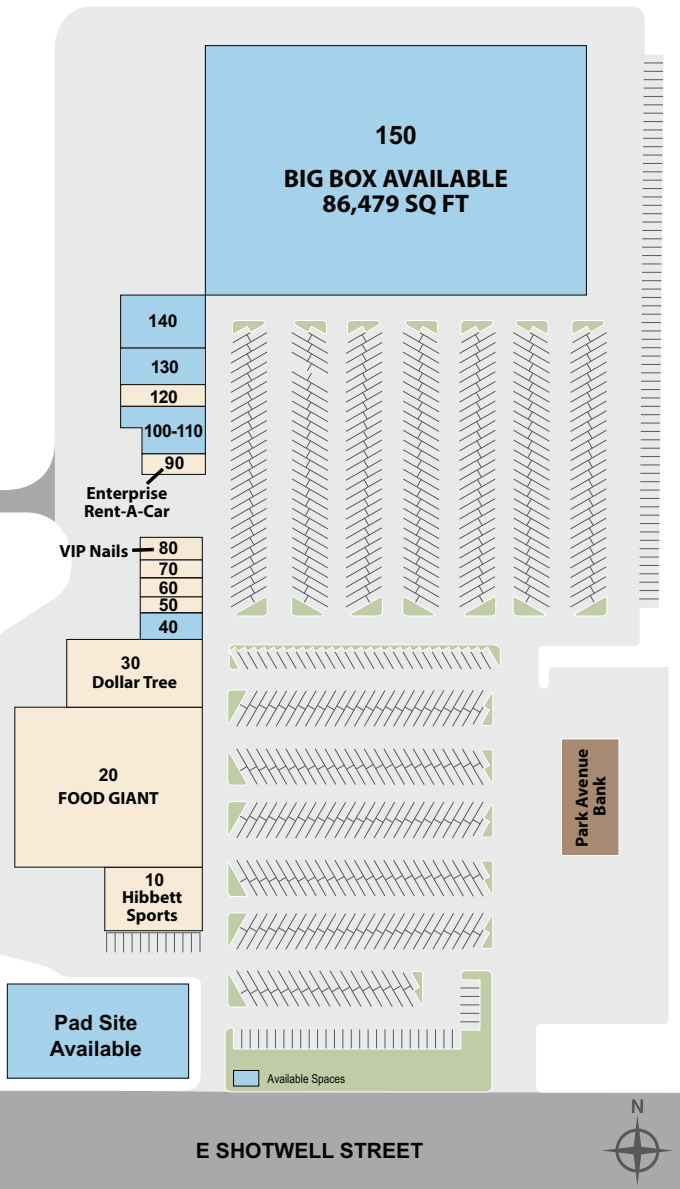 150
BIG BOX AVAILABLE
86,479 SQ FT
140
130
120
100-110
90
Enterprise
Rent-A-Car
VIP Nails
80
70
60
50
40
30
Dollar Tree
20
FOOD GIANT
Park Avenue
Bank
10
Hibbett
Sports
Pad Site
Available
Available Spaces
E SHOTWELL STREET
N